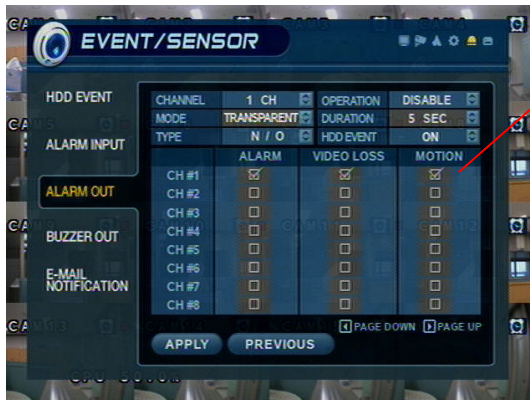 EVENT/SENSOR
HDD EVENT
ALARM INPUT
ALARM OUT
BUZZER OUT
E-MAIL
NOTIFICATION
CHANNEL 1 CH OPERATION DISABLE
MODE TRANSPARENT DURATION 5 SEC
TYPE N / O HDD EVENT ON
ALARM VIDEO LOSS MOTION
CH #1
CH #2
CH #3
CH #4
CH #5
CH #6
CH #7
CH #8
PAGE DOWN PAGE UP
APPLY PREVIOUS